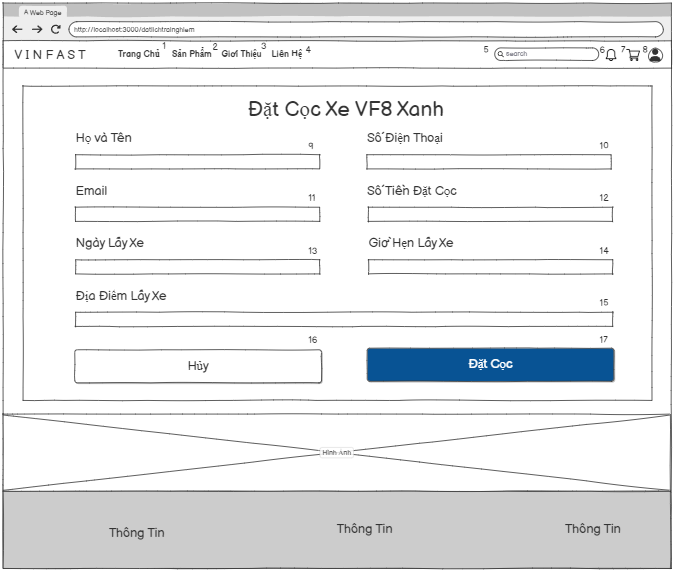 A Web Page
http://localhost:3000/datlichtrainghiem
VINFAST Trang Chủ 1 Sản Phẩm 2 Giới Thiệu 3 Liên Hệ 4 5 search 6 7 8
Đặt Cọc Xe VF8 Xanh
Họ và Tên 9 Số Điện Thoại 10
Email 11 Số Tiền Đặt Cọc 12
Ngày Lấy Xe 13 Giờ Hẹn Lấy Xe 14
Địa Điểm Lấy Xe 15
16 17
Hủy Đặt Cọc
Hình Ảnh
Thông Tin Thông Tin Thông Tin